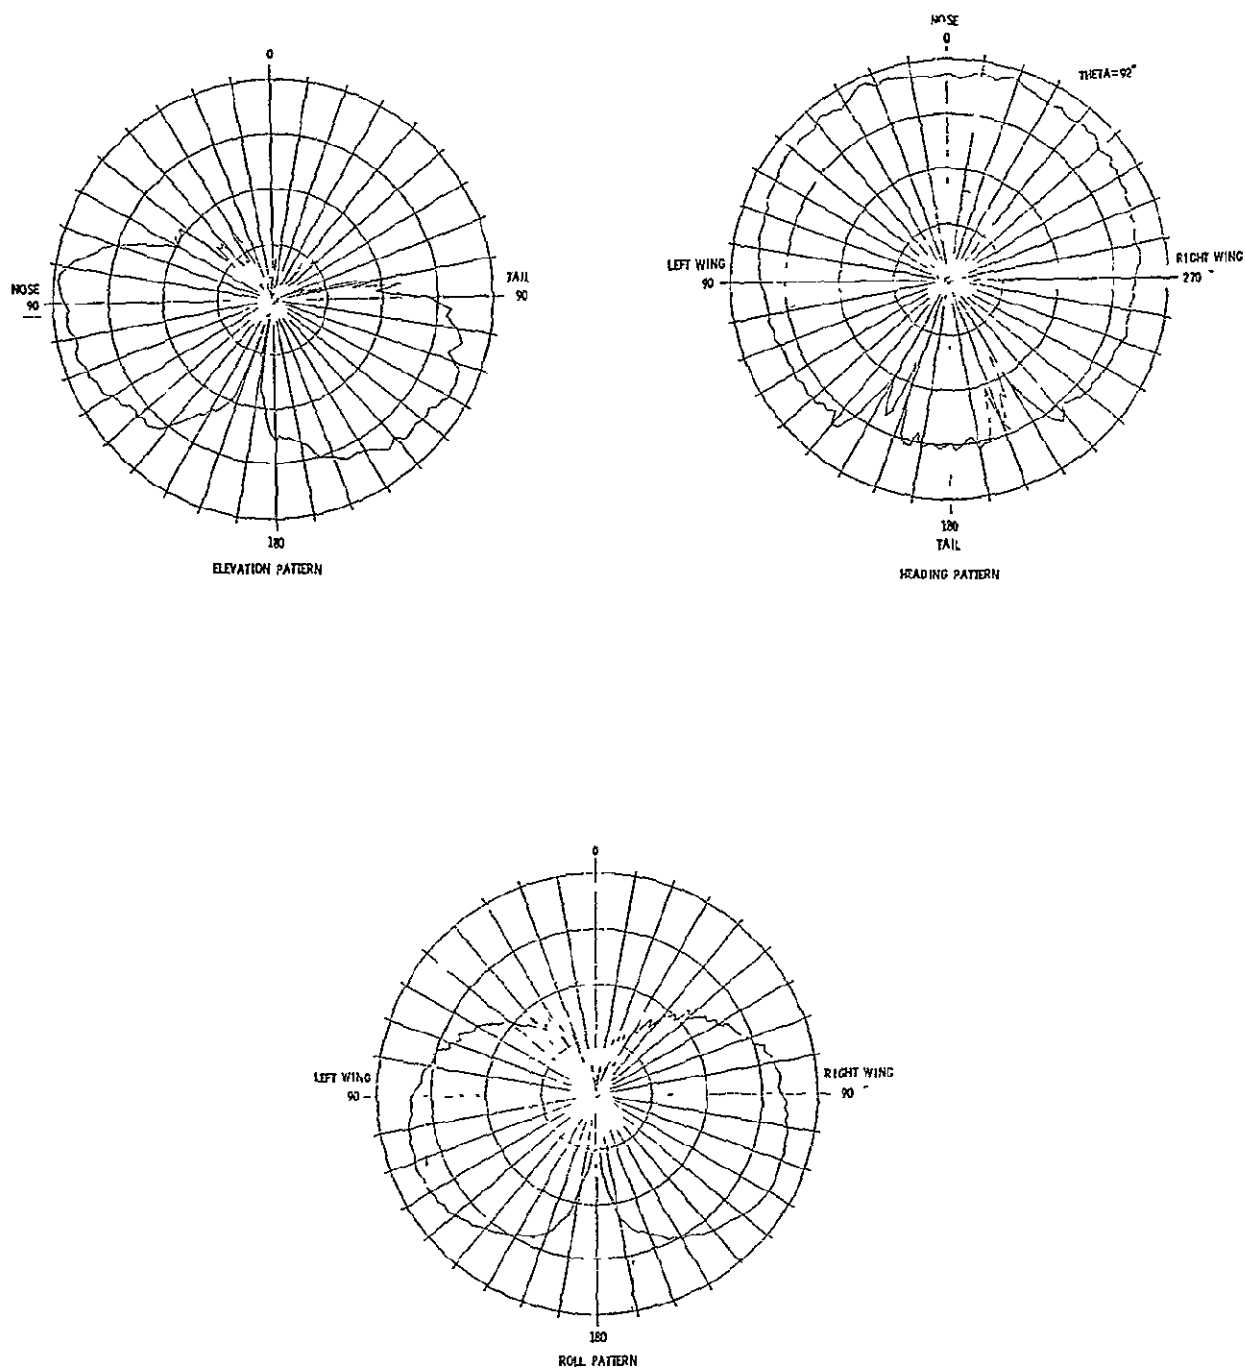 0
NOSE
90
TAIL
90
180
ELEVATION PATTERN
NOSE
0
THETA=92°
LEFT WING
90
RIGHT WING
270
180
TAIL
HEADING PATTERN
0
LEFT WING
90
RIGHT WING
90
180
ROLL PATTERN